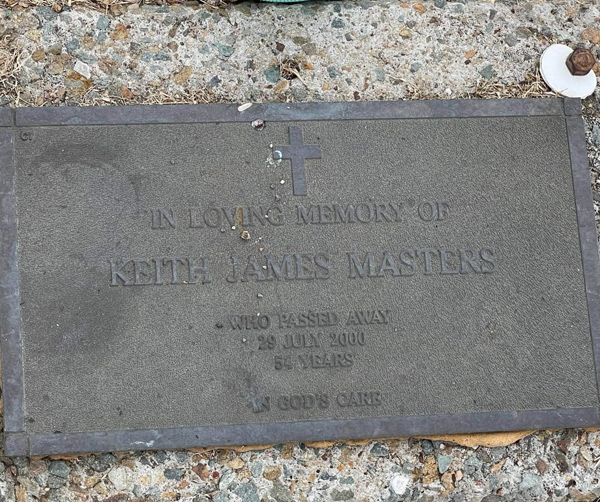 IN LOVING MEMORY OF
KEITH JAMES MASTERS
WHO PASSED AWAY
29 JULY 2000
54 YEARS
IN GOD'S CARE